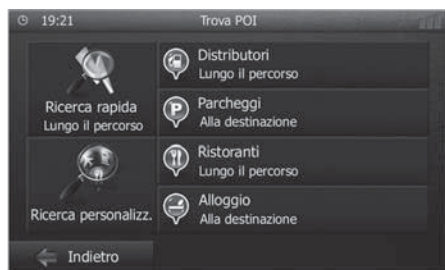 19:21
Trova POI
Ricerca rapida
Lungo il percorso
Ricerca personalizz.
Distributori
Lungo il percorso
P
Parcheggi
Alla destinazione
Ristoranti
Lungo il percorso
Alloggio
Alla destinazione
Indietro